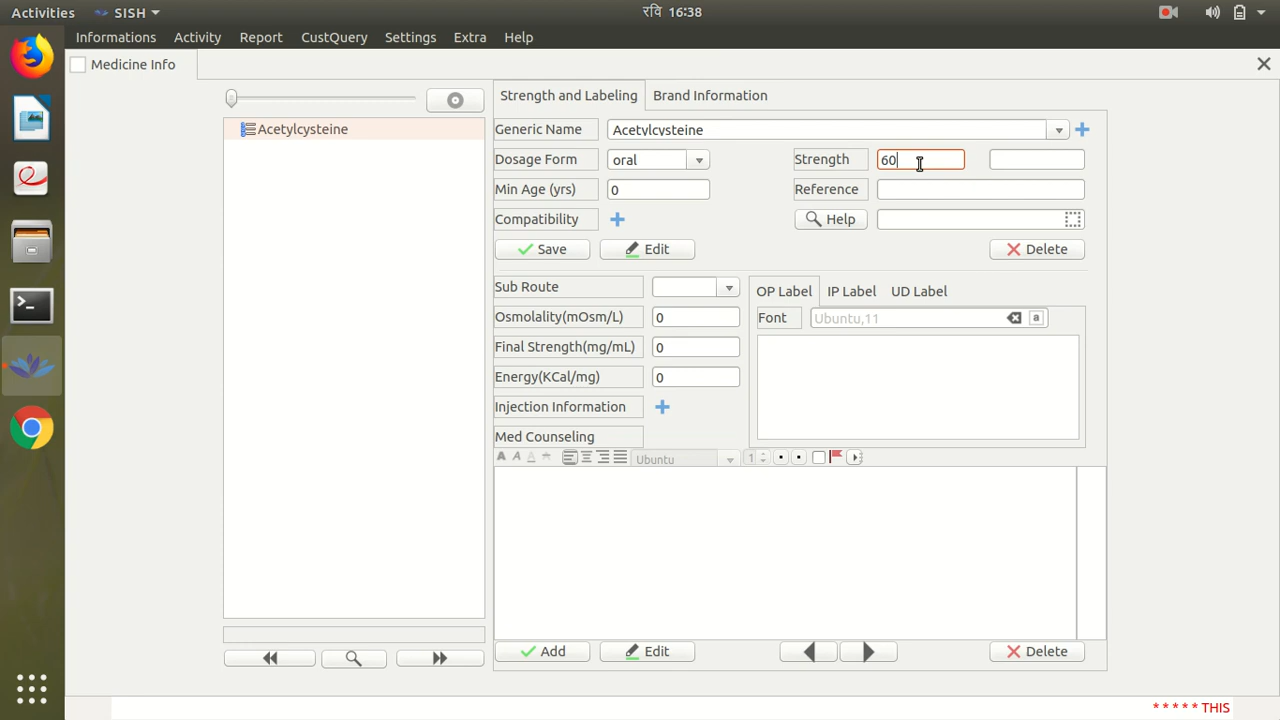 Activities SISH रवि 16:38
Informations Activity Report CustQuery Settings Extra Help
Medicine Info
Strength and Labeling Brand Information
Acetylcysteine
Generic Name Acetylcysteine
Dosage Form oral Strength 60
Min Age (yrs) 0 Reference
Compatibility Help
Save Edit Delete
Sub Route
OP Label IP Label UD Label
Osmolality(mOsm/L) 0
Font Ubuntu,11
Final Strength(mg/mL) 0
Energy(KCal/mg) 0
Injection Information
Med Counseling
A A A A Ubuntu 1
Add Edit Delete
* * * * * THIS